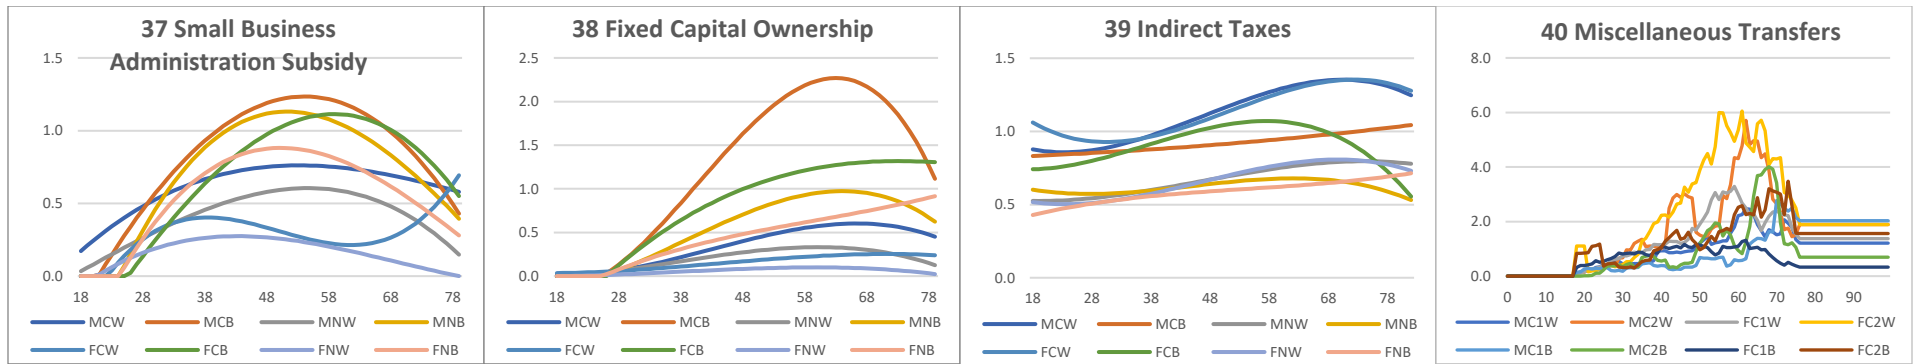 37 Small Business
Administration Subsidy
1.5
1.0
0.5
0.0
18 28 38 48 58 68 78
MCW MCB MNW MNB
FCW FCB FNW FNB
38 Fixed Capital Ownership
2.5
2.0
1.5
1.0
0.5
0.0
18 28 38 48 58 68 78
MCW MCB MNW MNB
FCW FCB FNW FNB
39 Indirect Taxes
1.5
1.0
0.5
0.0
18 28 38 48 58 68 78
MCW MCB MNW MNB
FCW FCB FNW FNB
40 Miscellaneous Transfers
8.0
6.0
4.0
2.0
0.0
0 10 20 30 40 50 60 70 80 90
MC1W MC2W FC1W FC2W
MC1B MC2B FC1B FC2B